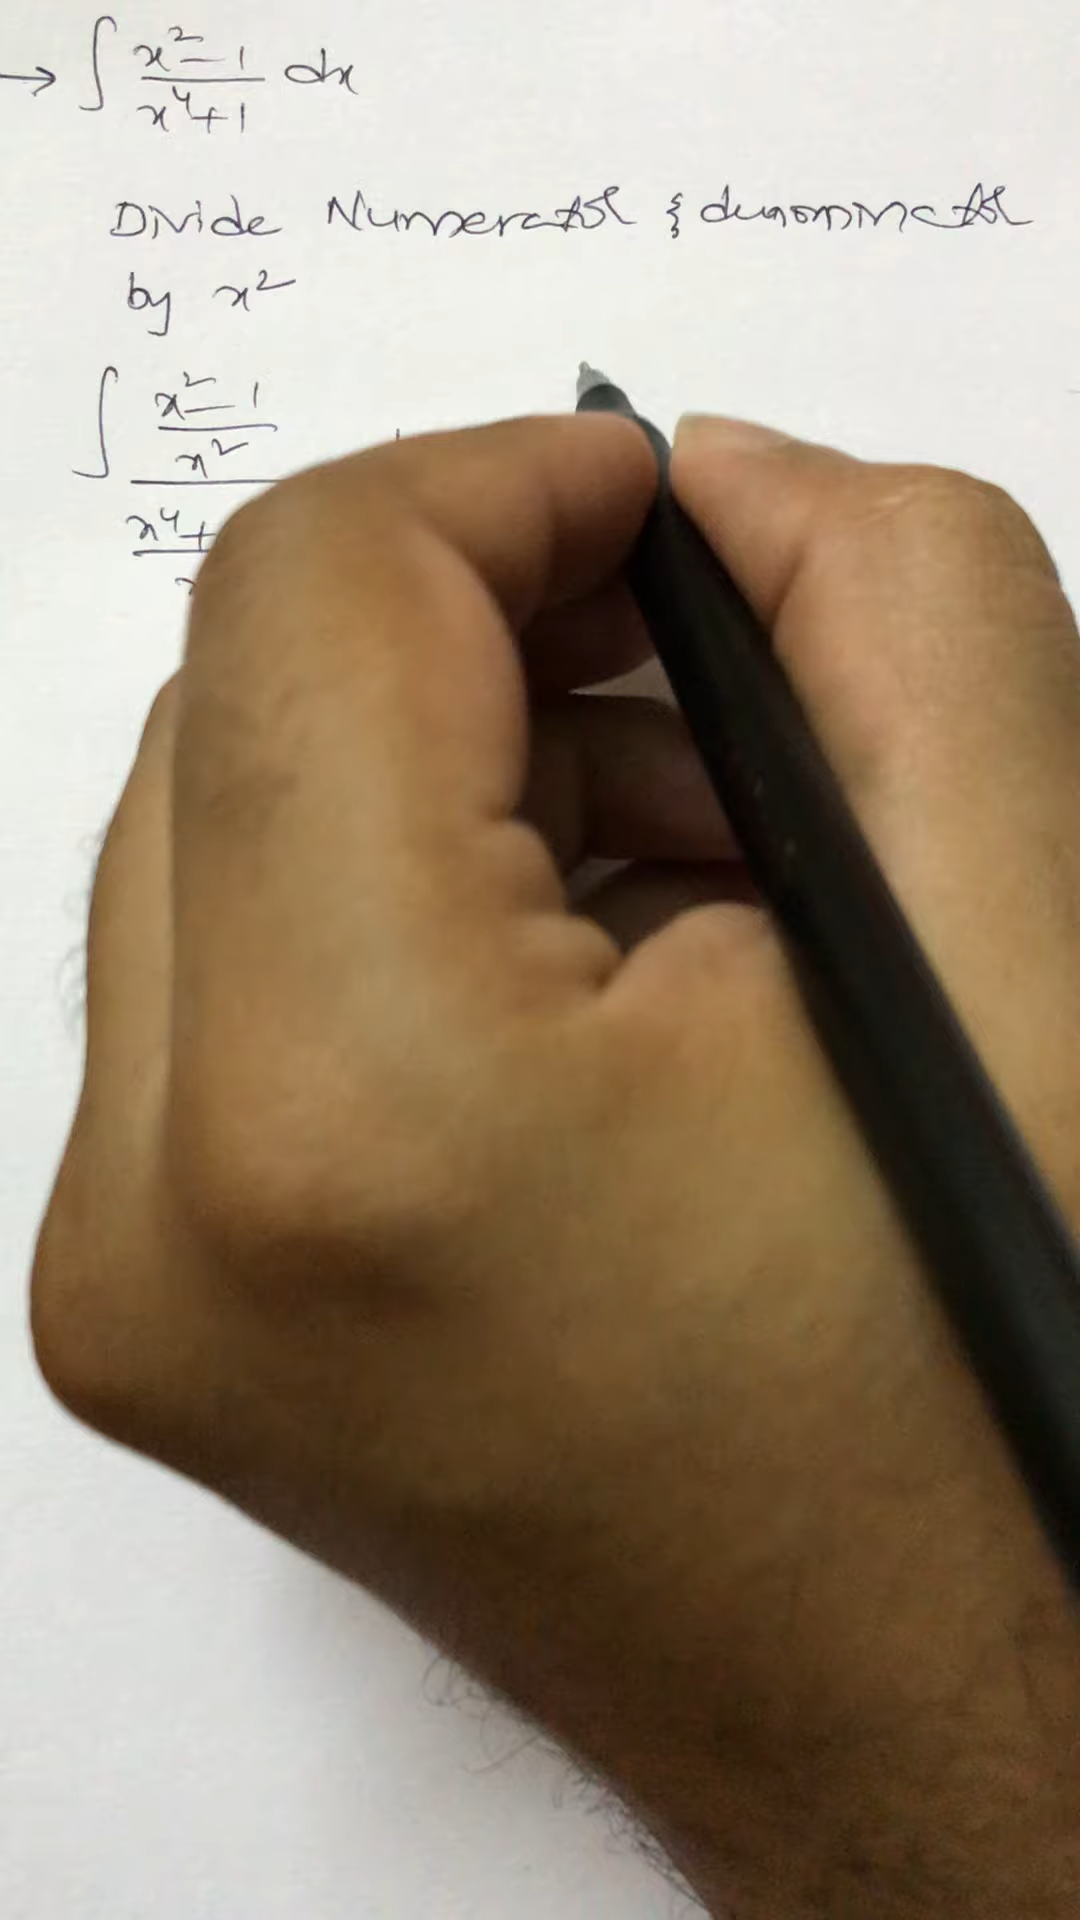 → ∫ x²-1 / x⁴+1 dx
Divide Numerator & denominator
by x²
∫ x²-1 / x²
x⁴+